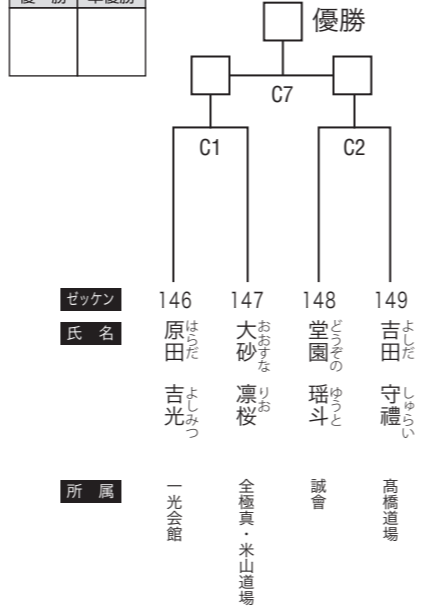 優 勝 準優勝
優勝
C7
C1 C2
ゼッケン 146 147 148 149
氏 名
原田 吉光 はらだ よしみつ
大砂 凛桜 おおすな りお
堂園 瑶斗 どうぞの ゆうと
吉田 守禮 よしだ しゅらい
所 属
一光会館
全極真・米山道場
誠會
髙橋道場